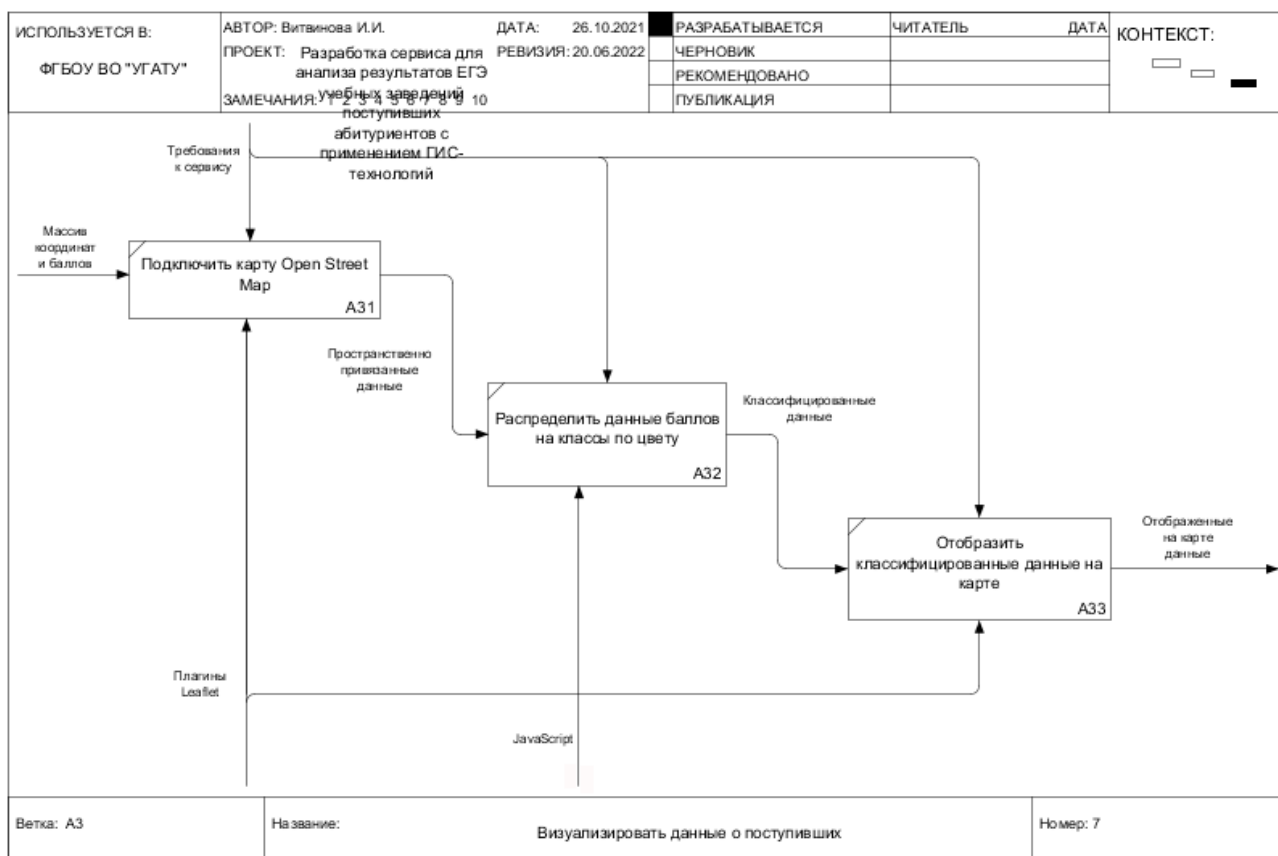 ИСПОЛЬЗУЕТСЯ В:
ФГБОУ ВО "УГАТУ"
АВТОР: Витвинова И.И.
ДАТА: 26.10.2021
ПРОЕКТ: Разработка сервиса для
анализа результатов ЕГЭ
учебных заведений
поступивших
абитуриентов с
применением ГИС-
технологий
РЕВИЗИЯ: 20.06.2022
ЗАМЕЧАНИЯ: 1 2 3 4 5 6 7 8 9 10
РАЗРАБАТЫВАЕТСЯ
ЧЕРНОВИК
РЕКОМЕНДОВАНО
ПУБЛИКАЦИЯ
ЧИТАТЕЛЬ ДАТА
КОНТЕКСТ:
Требования
к сервису
Массив
координат
и баллов
Подключить карту Open Street
Map
A31
Пространственно
привязанные
данные
Распределить данные баллов
на классы по цвету
A32
Классифицированные
данные
Отобразить
классифицированные данные на
карте
A33
Отображенные
на карте
данные
Плагины
Leaflet
JavaScript
Ветка: A3
Название:
Визуализировать данные о поступивших
Номер: 7